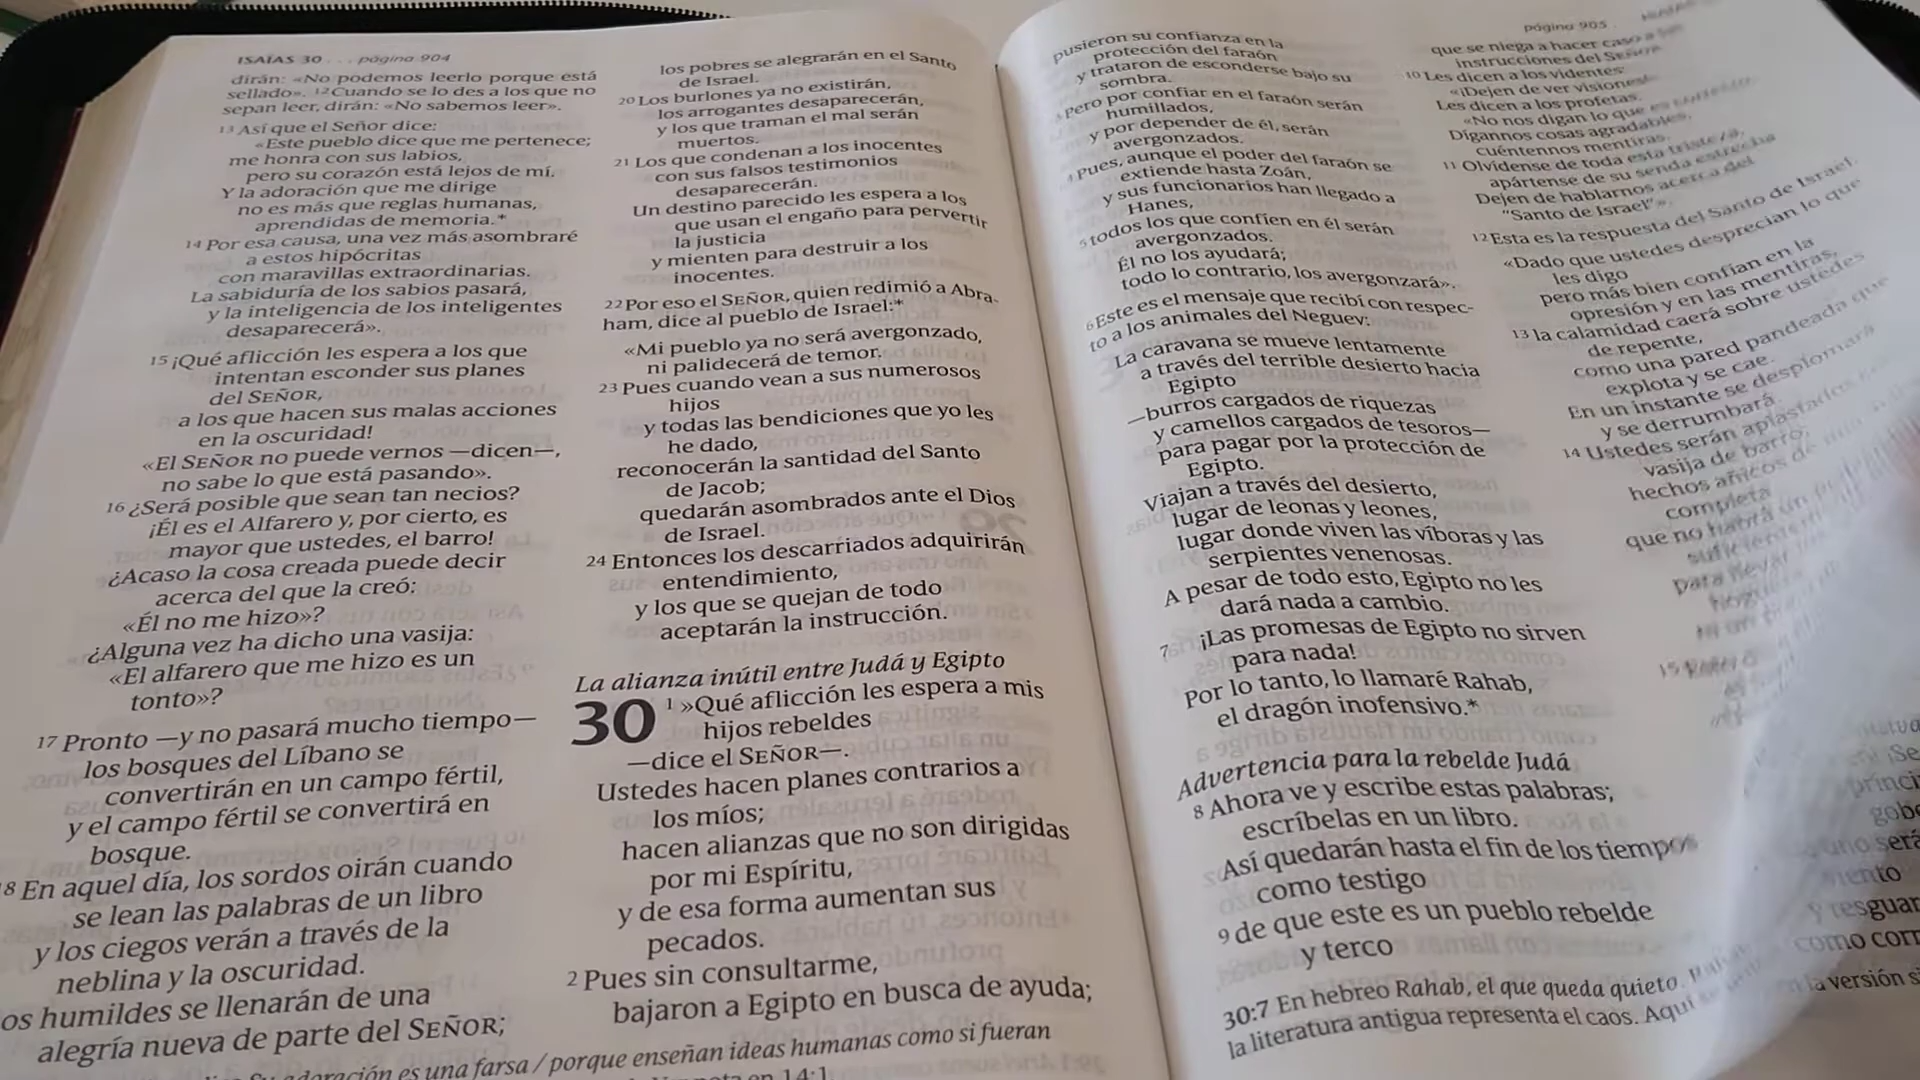 ISAÍAS 30 . . . página 904
dirán: «No podemos leerlo porque está
sellado». 12 Cuando se lo des a los que no
sepan leer, dirán: «No sabemos leer».
13 Así que el Señor dice:
«Este pueblo dice que me pertenece;
me honra con sus labios,
pero su corazón está lejos de mí.
Y la adoración que me dirige
no es más que reglas humanas,
aprendidas de memoria.*
14 Por esa causa, una vez más asombraré
a estos hipócritas
con maravillas extraordinarias.
La sabiduría de los sabios pasará,
y la inteligencia de los inteligentes
desaparecerá».
15 ¡Qué aflicción les espera a los que
intentan esconder sus planes
del SEÑOR,
a los que hacen sus malas acciones
en la oscuridad!
«El SEÑOR no puede vernos —dicen—,
no sabe lo que está pasando».
16 ¿Será posible que sean tan necios?
¡Él es el Alfarero y, por cierto, es
mayor que ustedes, el barro!
¿Acaso la cosa creada puede decir
acerca del que la creó:
«Él no me hizo»?
¿Alguna vez ha dicho una vasija:
«El alfarero que me hizo es un
tonto»?
17 Pronto —y no pasará mucho tiempo—
los bosques del Líbano se
convertirán en un campo fértil,
y el campo fértil se convertirá en
bosque.
8 En aquel día, los sordos oirán cuando
se lean las palabras de un libro
y los ciegos verán a través de la
neblina y la oscuridad.
os humildes se llenarán de una
alegría nueva de parte del SEÑOR;
los pobres se alegrarán en el Santo
de Israel.
20 Los burlones ya no existirán,
los arrogantes desaparecerán,
y los que traman el mal serán
muertos.
21 Los que condenan a los inocentes
con sus falsos testimonios
desaparecerán.
Un destino parecido les espera a los
que usan el engaño para pervertir
la justicia
y mienten para destruir a los
inocentes.
22 Por eso el SEÑOR, quien redimió a Abra-
ham, dice al pueblo de Israel:*
«Mi pueblo ya no será avergonzado,
ni palidecerá de temor.
23 Pues cuando vean a sus numerosos
hijos
y todas las bendiciones que yo les
he dado,
reconocerán la santidad del Santo
de Jacob;
quedarán asombrados ante el Dios
de Israel.
24 Entonces los descarriados adquirirán
entendimiento,
y los que se quejan de todo
aceptarán la instrucción.
La alianza inútil entre Judá y Egipto
30 1 »Qué aflicción les espera a mis
hijos rebeldes
—dice el SEÑOR—.
Ustedes hacen planes contrarios a
los míos;
hacen alianzas que no son dirigidas
por mi Espíritu,
y de esa forma aumentan sus
pecados.
2 Pues sin consultarme,
bajaron a Egipto en busca de ayuda;
adoración es una farsa / porque enseñan ideas humanas como si fueran
nota en 14:1
página 905
pusieron su confianza en la
protección del faraón
y trataron de esconderse bajo su
sombra.
3 Pero por confiar en el faraón serán
humillados,
y por depender de él, serán
avergonzados.
4 Pues, aunque el poder del faraón se
extiende hasta Zoán,
y sus funcionarios han llegado a
Hanes,
5 todos los que confíen en él serán
avergonzados.
Él no los ayudará;
todo lo contrario, los avergonzará».
6 Este es el mensaje que recibí con respec-
to a los animales del Neguev:
La caravana se mueve lentamente
a través del terrible desierto hacia
Egipto
—burros cargados de riquezas
y camellos cargados de tesoros—
para pagar por la protección de
Egipto.
Viajan a través del desierto,
lugar de leonas y leones,
lugar donde viven las víboras y las
serpientes venenosas.
A pesar de todo esto, Egipto no les
dará nada a cambio.
7 ¡Las promesas de Egipto no sirven
para nada!
Por lo tanto, lo llamaré Rahab,
el dragón inofensivo.*
Advertencia para la rebelde Judá
8 Ahora ve y escribe estas palabras;
escríbelas en un libro.
Así quedarán hasta el fin de los tiempos
como testigo
9 de que este es un pueblo rebelde
y terco
que se niega a hacer caso a las
instrucciones del SEÑOR.
10 Les dicen a los videntes:
«¡Dejen de ver visiones!».
Les dicen a los profetas:
«No nos digan lo que es correcto.
Dígannos cosas agradables,
cuéntennos mentiras.
11 Olvídense de toda esta tristeza,
apártense de su senda estrecha
Dejen de hablarnos acerca del
"Santo de Israel"».
12 Esta es la respuesta del Santo de Israel:
«Dado que ustedes desprecian lo que
les digo
pero más bien confían en la
opresión y en las mentiras,
13 la calamidad caerá sobre ustedes
de repente,
como una pared pandeada que
explota y se cae.
En un instante se desplomará
y se derrumbará.
14 Ustedes serán aplastados
vasija de barro,
hechos añicos de
completa
que no habrá un
suficientemente
para llevar
15
30:7 En hebreo Rahab, el que queda quieto.
la literatura antigua representa el caos. Aquí
la versión
será
resguar
como